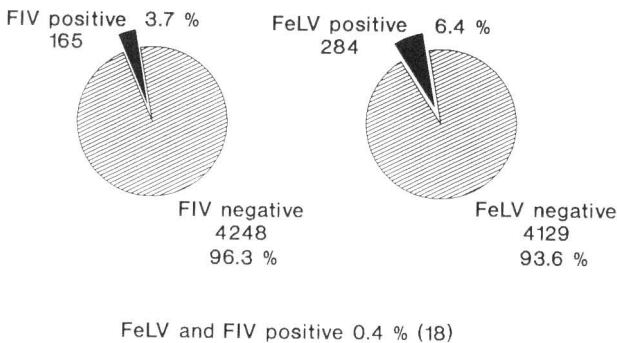 FIV positive 3.7 %
165
FIV negative
4248
96.3 %
FeLV positive 6.4 %
284
FeLV negative
4129
93.6 %
FeLV and FIV positive 0.4 % (18)